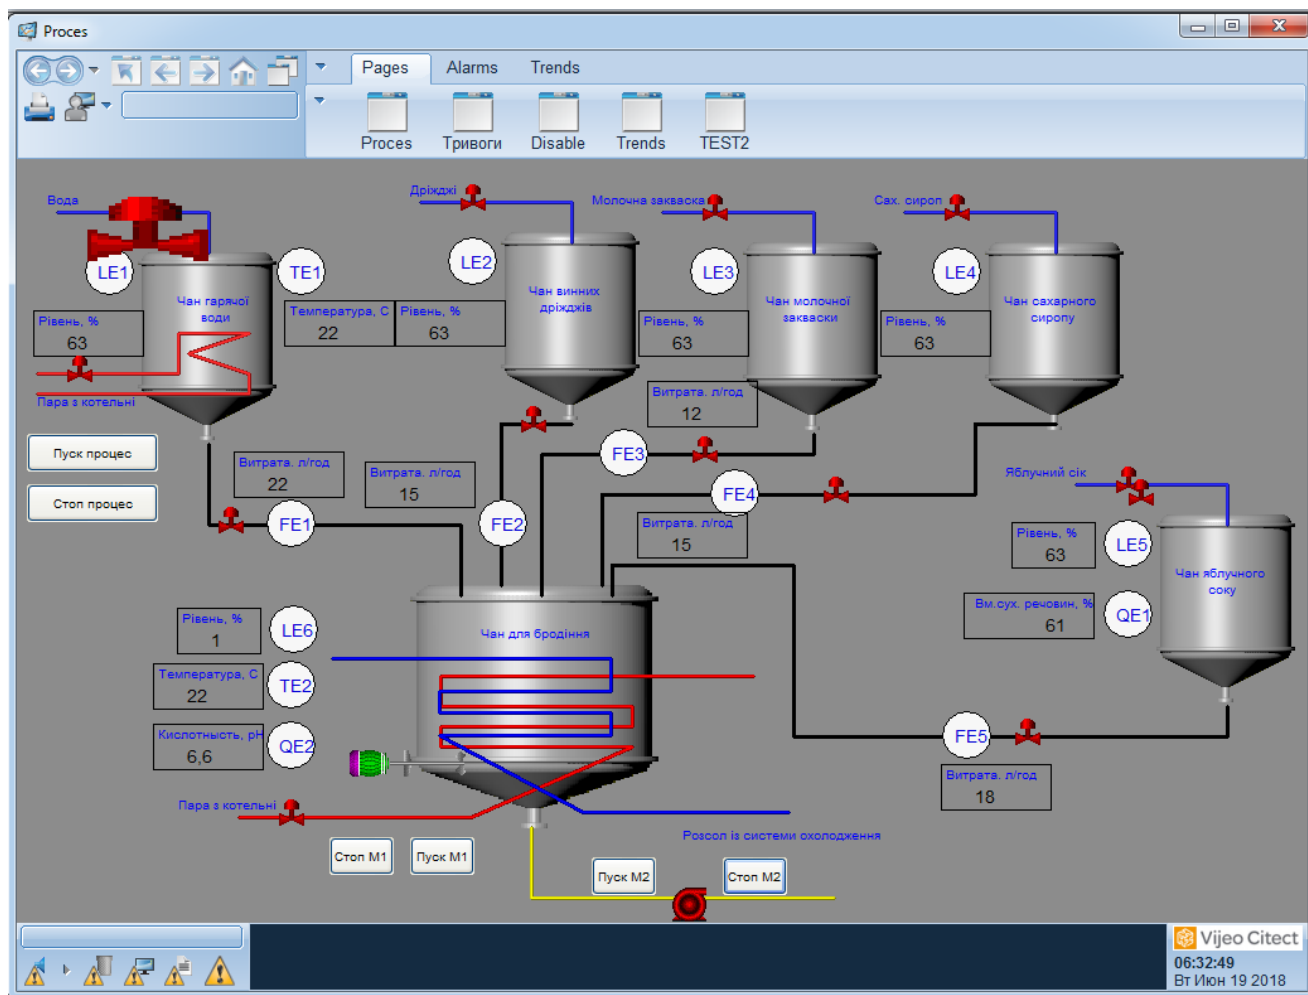 Proces
Pages Alarms Trends
Proces Тривоги Disable Trends TEST2
Вода
Дріжджі
Молочна закваска
Сах. сироп
LE1 TE1 LE2 LE3 LE4
Чан гарячої
води
Чан винних
дріжджів
Чан молочної
закваски
Чан сахарного
сиропу
Рівень, %
63
Температура, С
22
Рівень, %
63
Рівень, %
63
Рівень, %
63
Пара з котельні
Витрата. л/год
12
Пуск процес
Стоп процес
Витрата. л/год
22
Витрата. л/год
15
FE3
FE4
Яблучний сік
FE1 FE2
Витрата. л/год
15
Рівень, %
63
LE5
Чан яблучного
соку
Вм.сух. речовин, %
61
QE1
Рівень, %
1
LE6
Чан для бродіння
Температура, С
22
TE2
Кислотнысть, рН
6,6
QE2
FE5
Витрата. л/год
18
Пара з котельні
Розсол із системи охолодження
Стоп М1 Пуск М1
Пуск М2 Стоп М2
Vijeo Citect
06:32:49
Вт Июн 19 2018